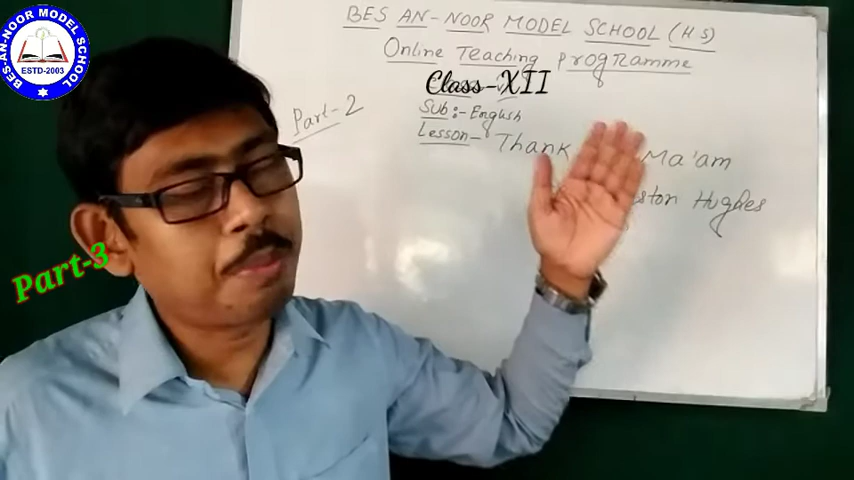 BES AN-NOOR MODEL SCHOOL
ESTD-2003
BES AN-NOOR MODEL SCHOOL (H S)
Online Teaching Programme
Class-XII
Part-2
Sub:- English
Lesson- Thank Ma'am
Hughes
Part-3